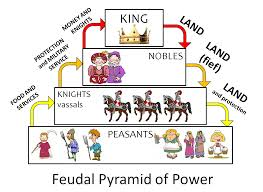 MONEY AND
KNIGHTS
KING
LAND
PROTECTION
and MILITARY
SERVICE
LAND
(fief)
NOBLES
FOOD AND
SERVICES
KNIGHTS
vassals
LAND
and protection
PEASANTS
Feudal Pyramid of Power